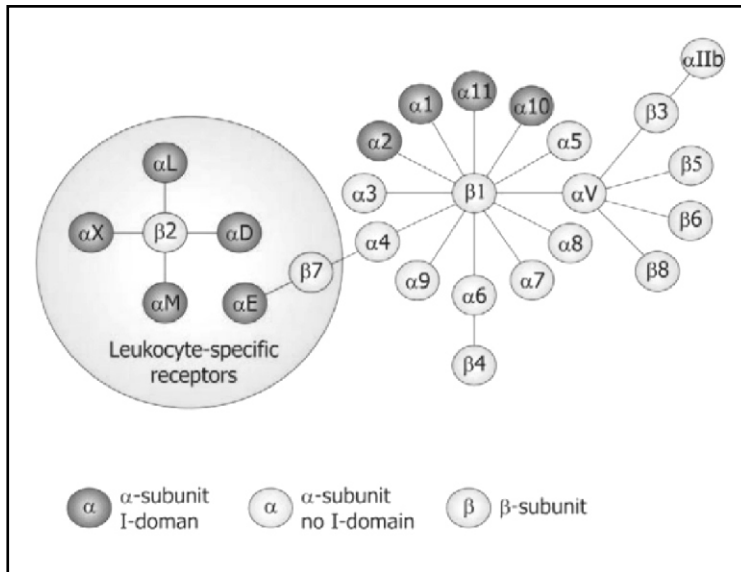 αIIb
α11
α1
α10
β3
α2
α5
αL
β5
α3
β1
αV
αX
β2
αD
β6
α4
α8
β7
β8
α9
α7
αM
αE
α6
Leukocyte-specific
receptors
β4
α
α-subunit
I-doman
α
α-subunit
no I-domain
β
β-subunit